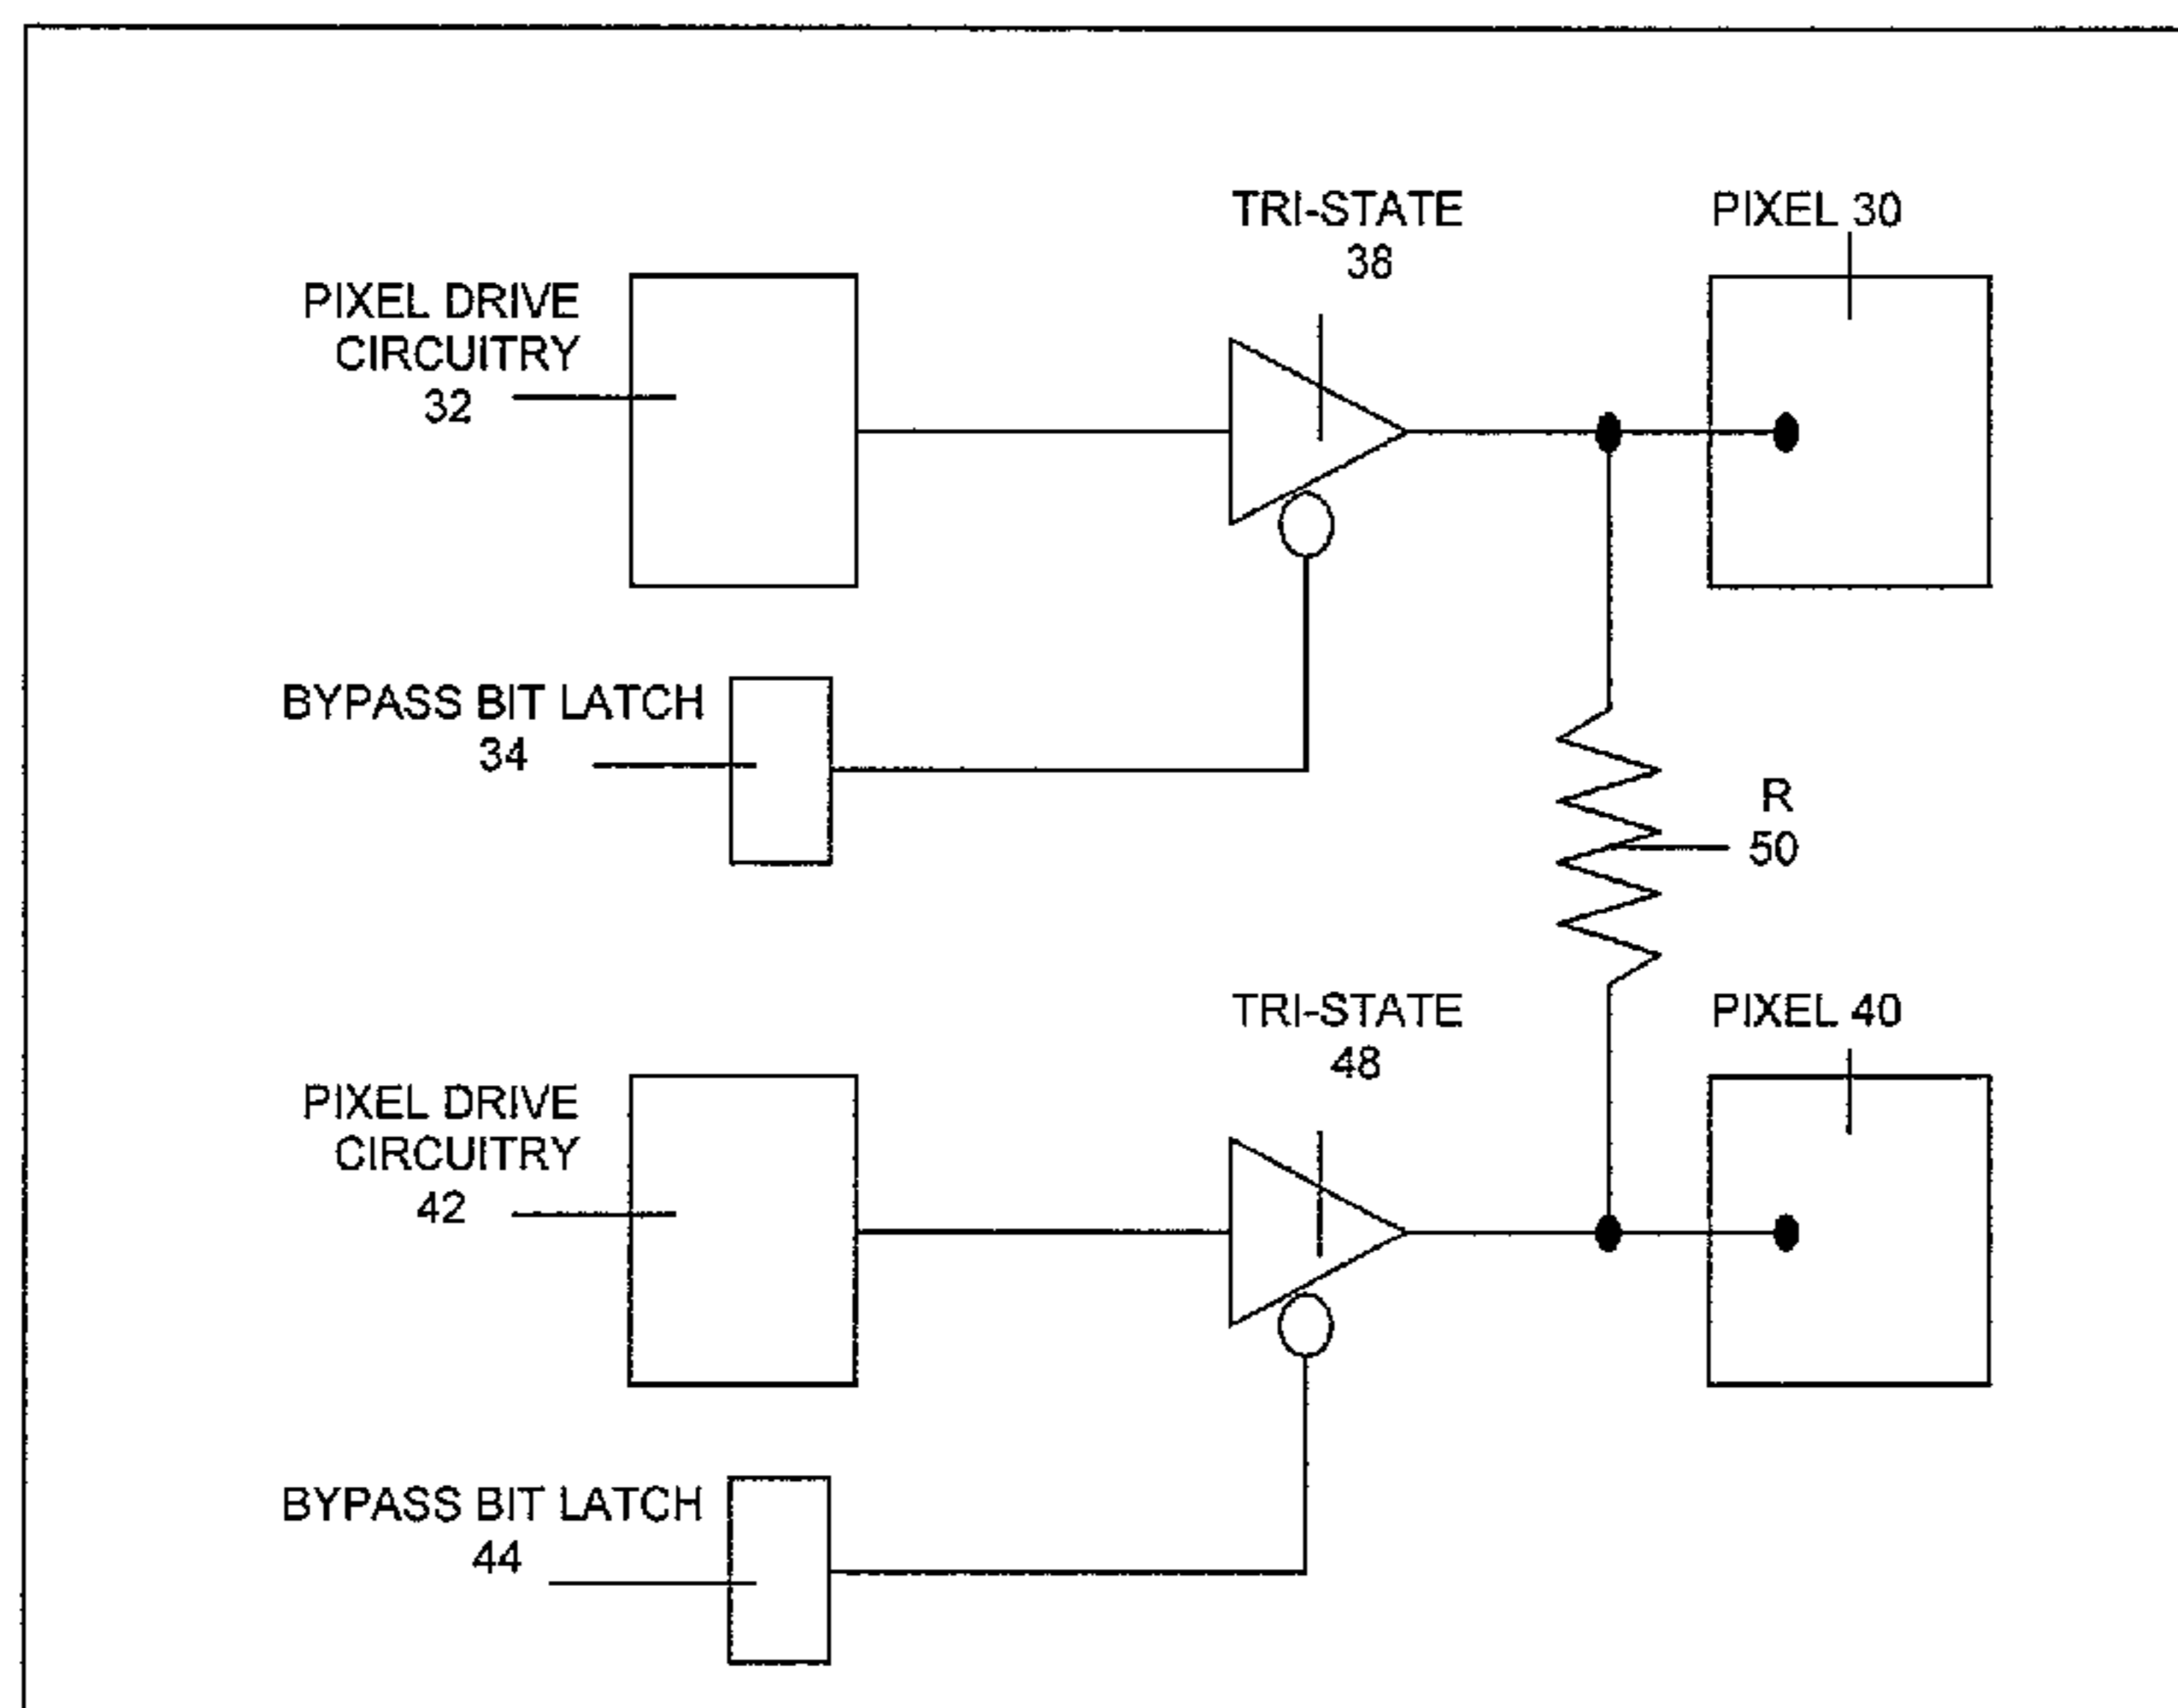 TRI-STATE
38
PIXEL 30
PIXEL DRIVE
CIRCUITRY
32
BYPASS BIT LATCH
34
R
50
TRI-STATE
48
PIXEL 40
PIXEL DRIVE
CIRCUITRY
42
BYPASS BIT LATCH
44